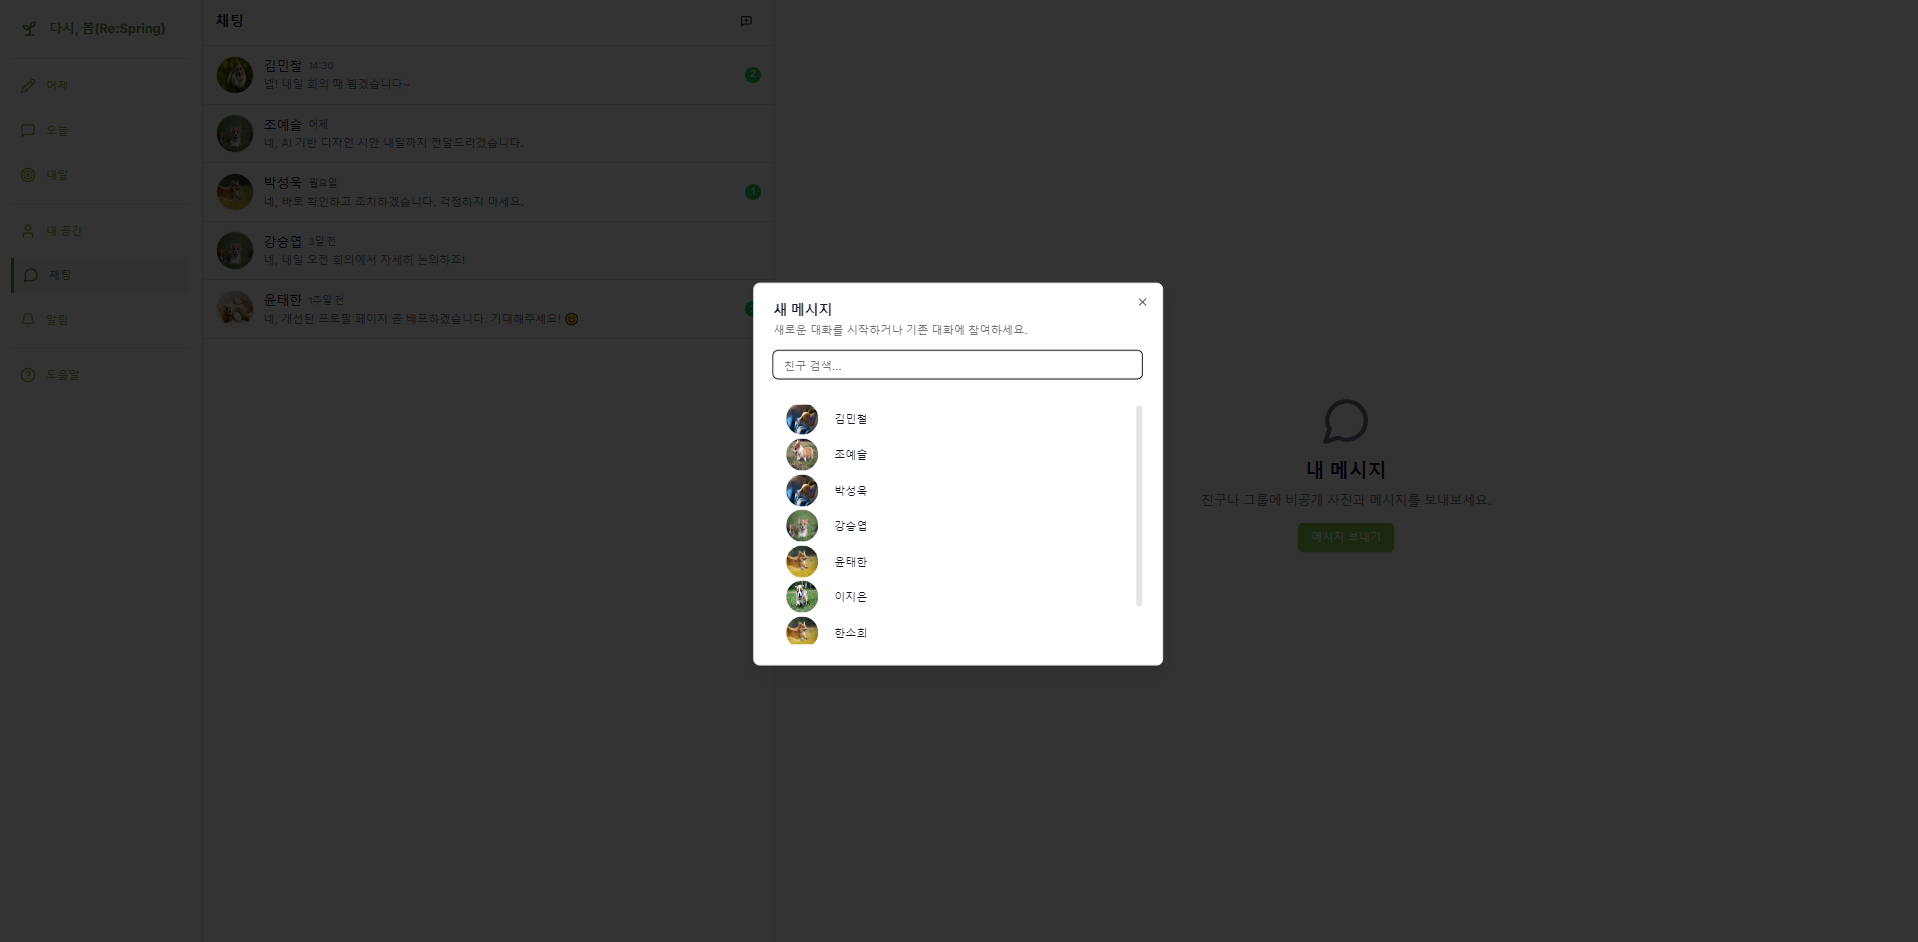 다시, 봄(Re:Spring)
어제
오늘
내일
내 공간
채팅
알림
도움말
채팅
김민철 14:30
넵! 내일 회의 때 뵙겠습니다~
2
조예슬 어제
네, AI 기반 디자인 시안 내일까지 전달드리겠습니다.
박성욱 월요일
네, 바로 확인하고 조치하겠습니다. 걱정하지 마세요.
1
강승엽 3일 전
네, 내일 오전 회의에서 자세히 논의하죠!
윤태한 1주일 전
네, 개선된 프로필 페이지 곧 배포하겠습니다. 기대해주세요! 😊
새 메시지
새로운 대화를 시작하거나 기존 대화에 참여하세요.
친구 검색...
김민철
조예슬
박성욱
강승엽
윤태한
이지은
한소희
내 메시지
친구나 그룹에 비공개 사진과 메시지를 보내보세요.
메시지 보내기